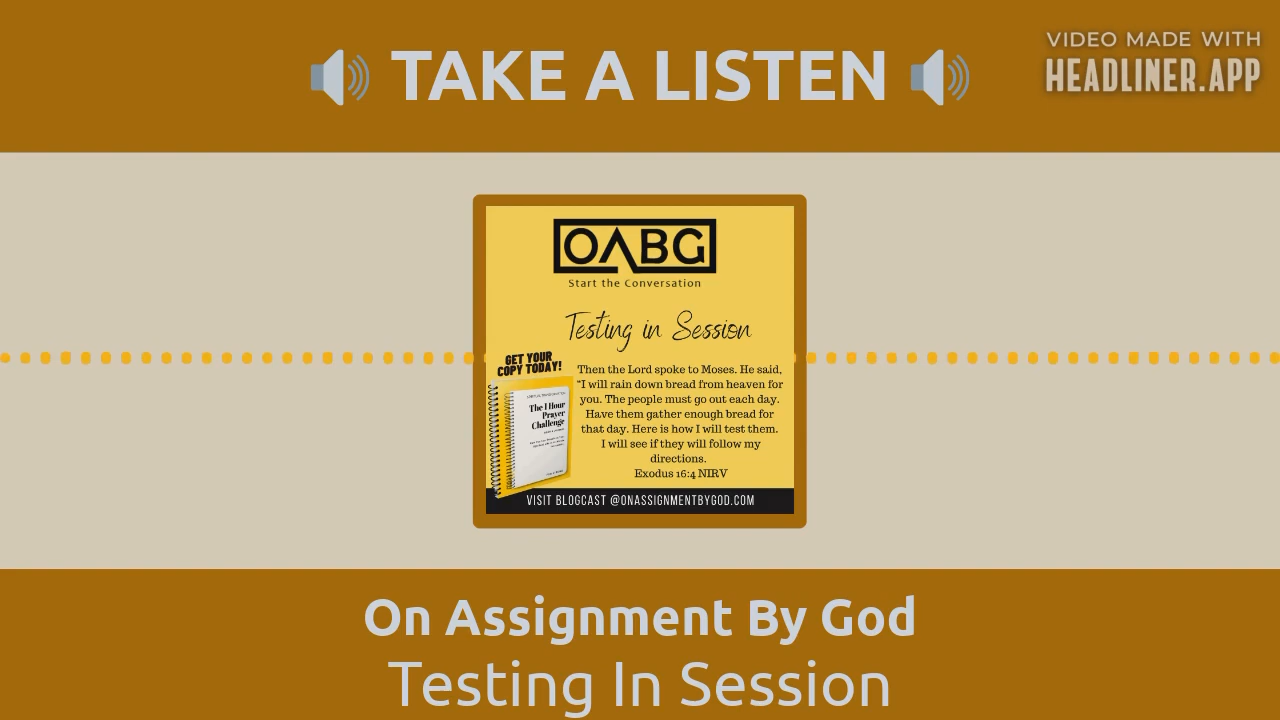 🔊 TAKE A LISTEN 🔊
VIDEO MADE WITH
HEADLINER.APP
OABG
Start the Conversation
Testing in Session
GET YOUR
COPY TODAY!
The 1 Hour
Prayer
Challenge
Then the Lord spoke to Moses. He said,
“I will rain down bread from heaven for
you. The people must go out each day.
Have them gather enough bread for
that day. Here is how I will test them.
I will see if they will follow my
directions.
Exodus 16:4 NIRV
VISIT BLOGCAST @ONASSIGNMENTBYGOD.COM
On Assignment By God
Testing In Session